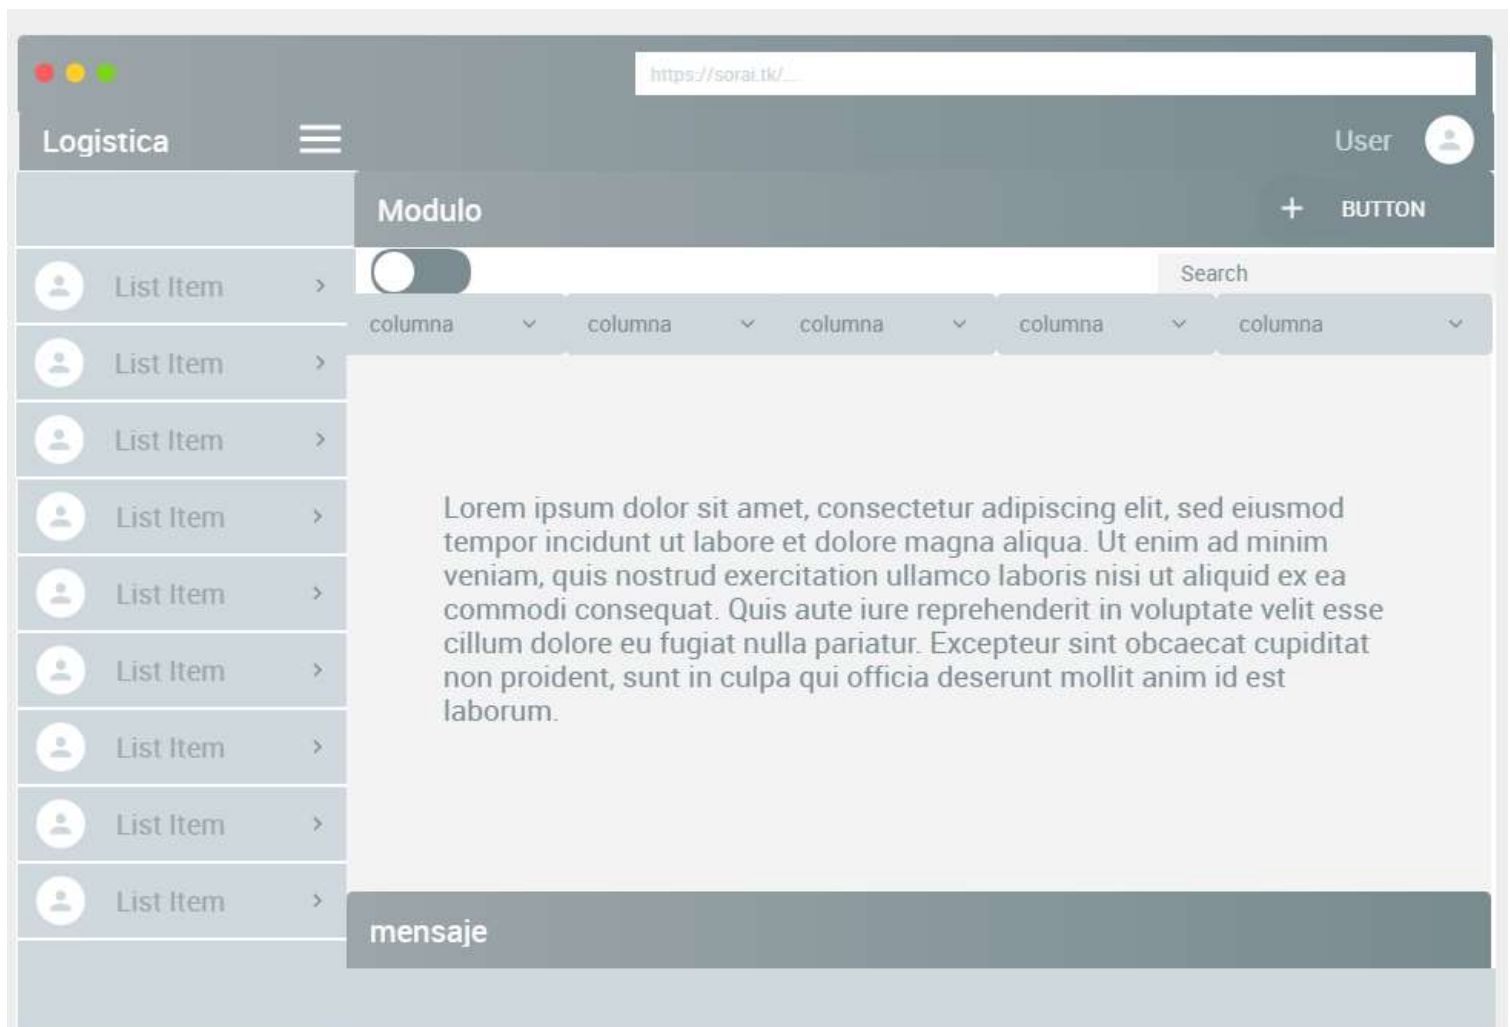 https://sorai.tk/....
Logistica
User
Modulo
+ BUTTON
Search
columna columna columna columna columna
List Item
List Item
List Item
List Item
List Item
List Item
List Item
List Item
List Item
Lorem ipsum dolor sit amet, consectetur adipiscing elit, sed eiusmod
tempor incidunt ut labore et dolore magna aliqua. Ut enim ad minim
veniam, quis nostrud exercitation ullamco laboris nisi ut aliquid ex ea
commodi consequat. Quis aute iure reprehenderit in voluptate velit esse
cillum dolore eu fugiat nulla pariatur. Excepteur sint obcaecat cupiditat
non proident, sunt in culpa qui officia deserunt mollit anim id est
laborum.
mensaje